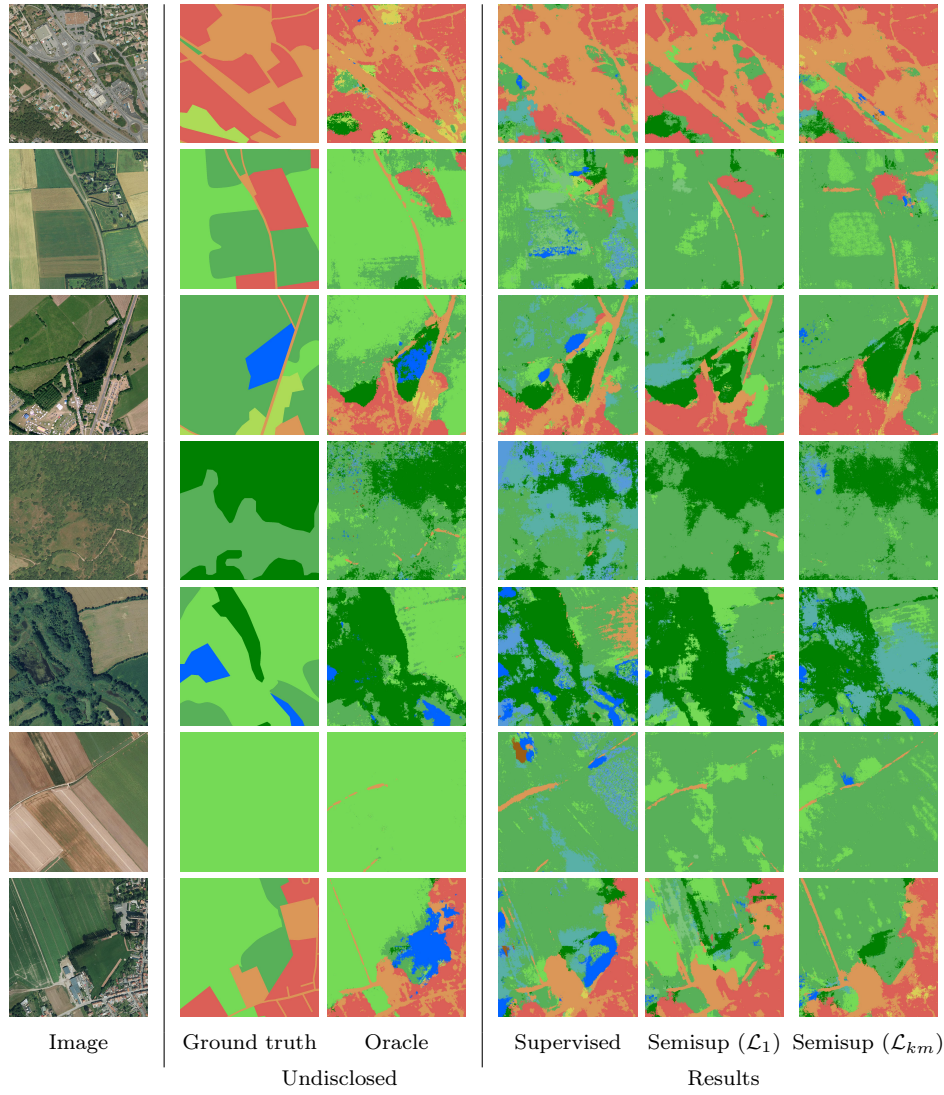 Image Ground truth Oracle Supervised Semisup (ℒ₁) Semisup (ℒₖₘ)
Undisclosed Results